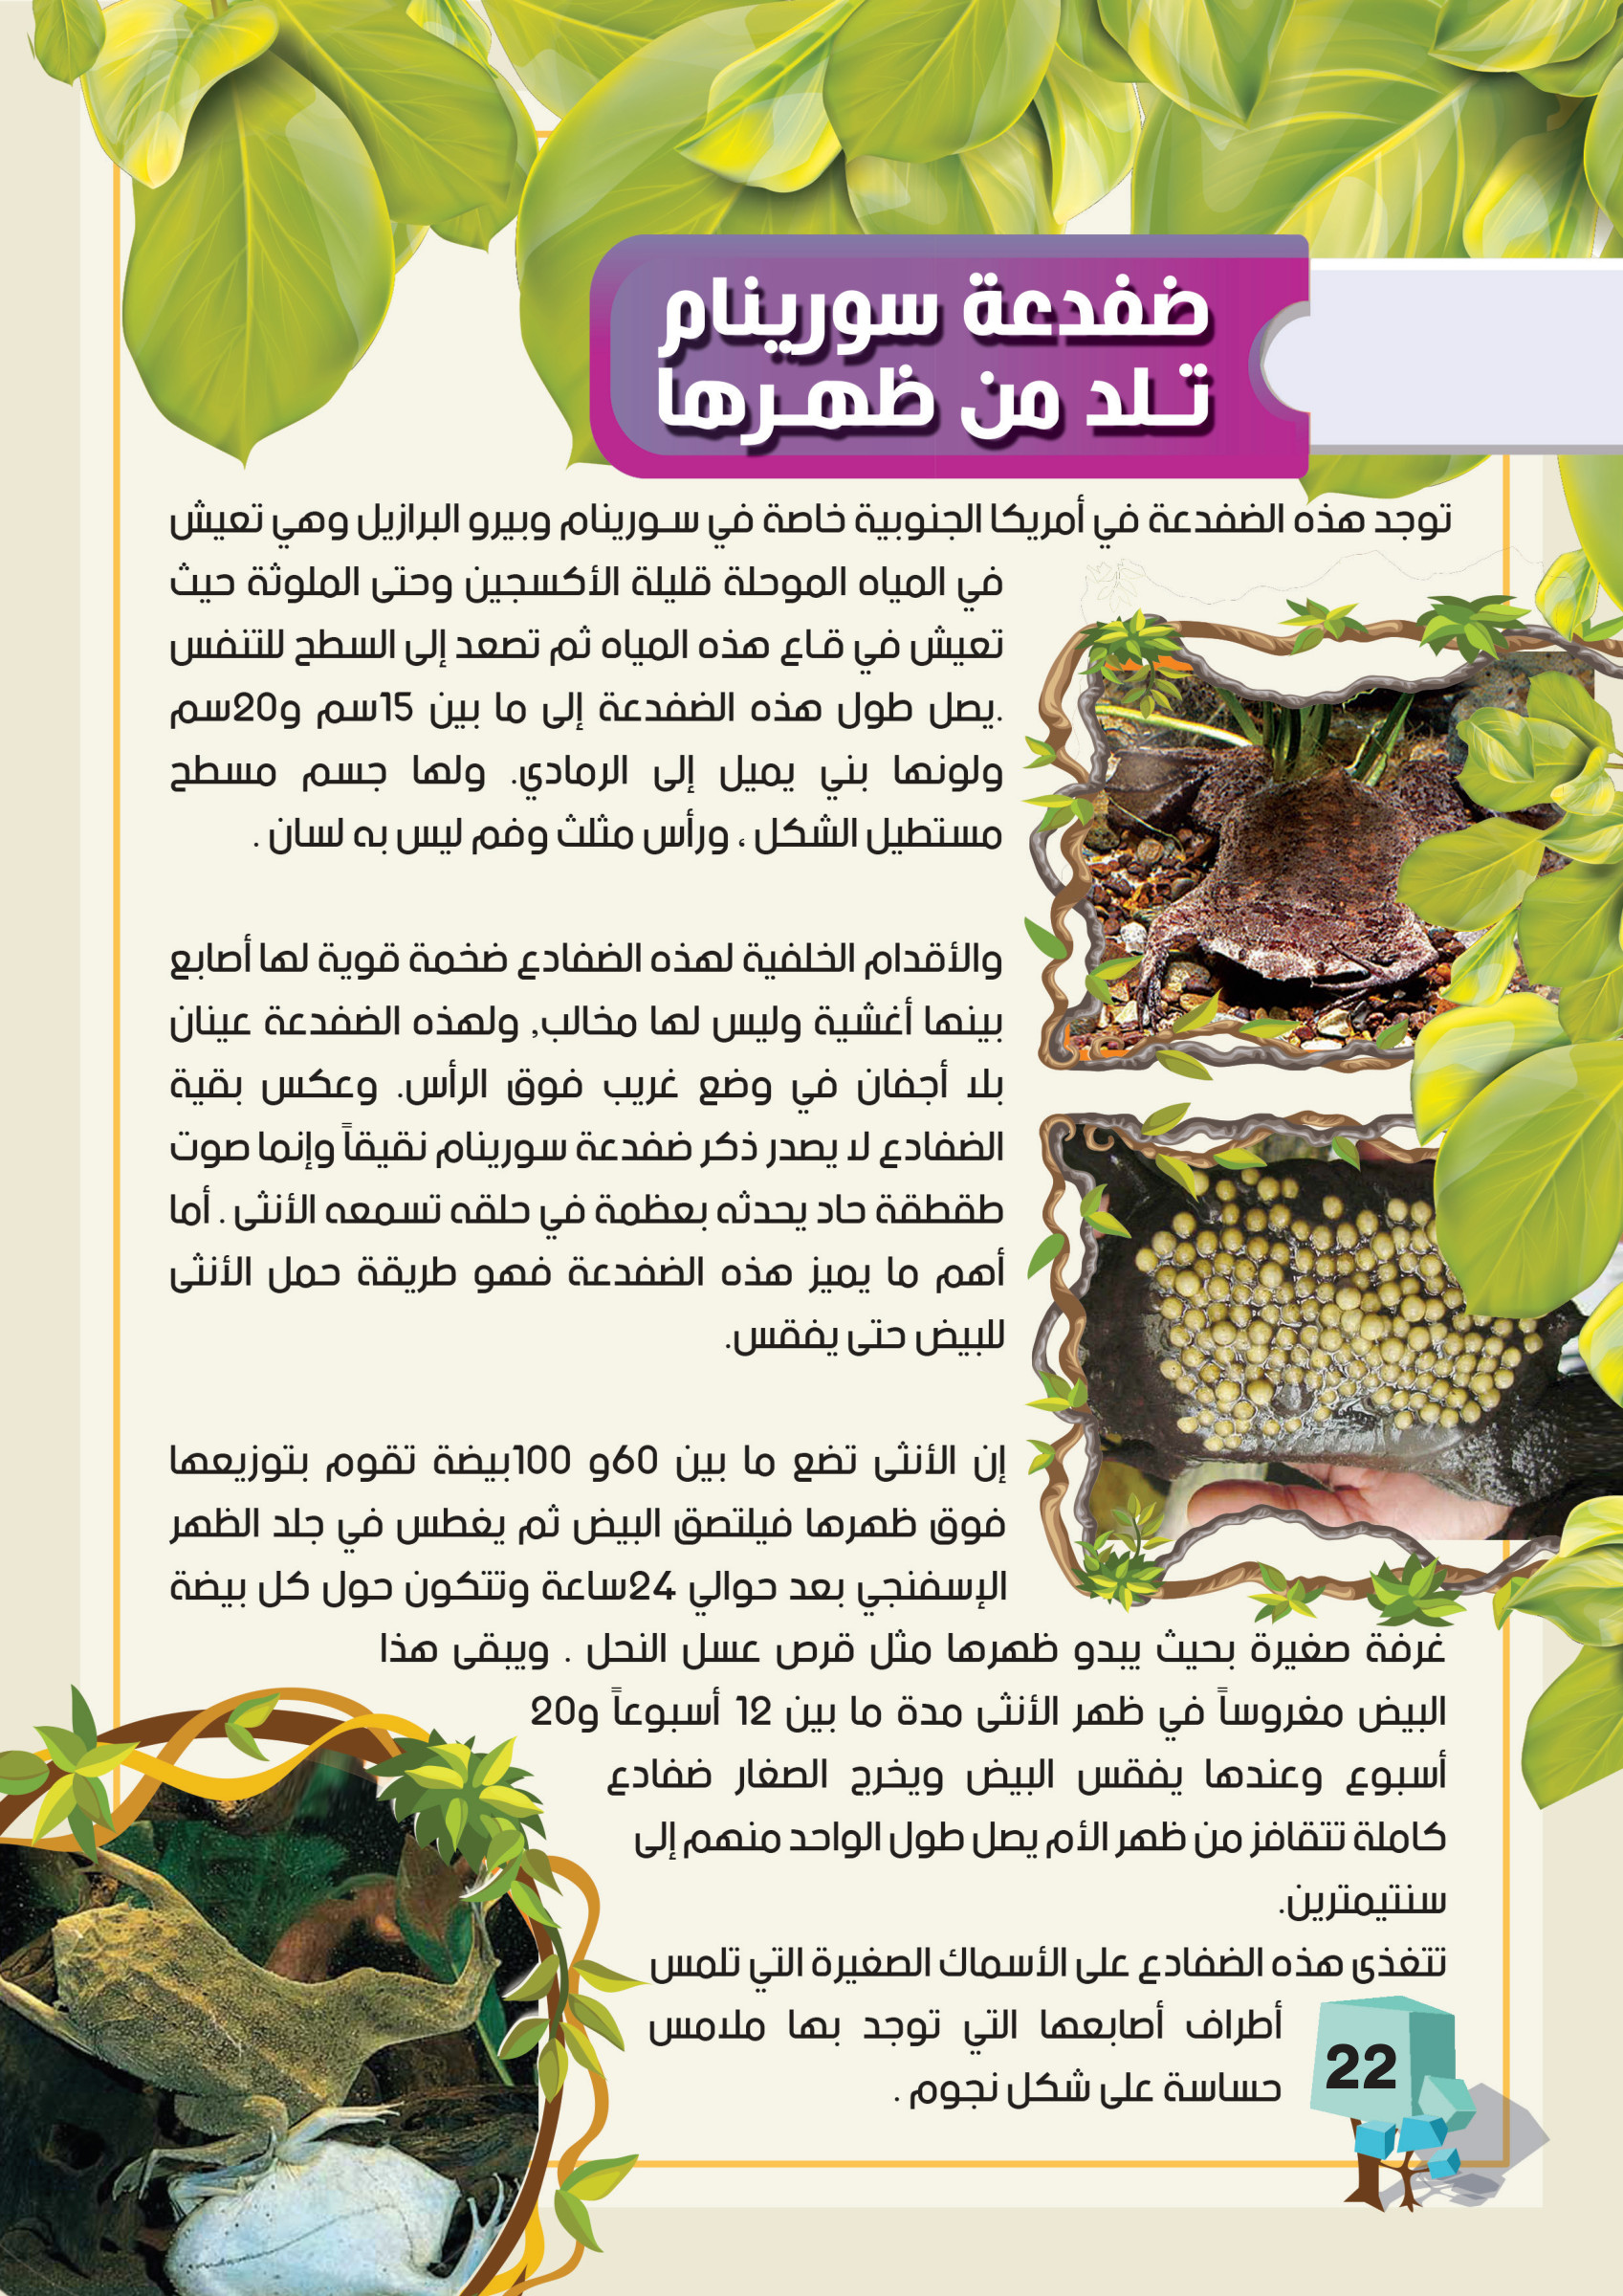 ضفدعة سورينام
تـلد من ظهـرها
توجد هذه الضفدعة في أمريكا الجنوبية خاصة في سـورينام وبيرو البرازيل وهي تعيش
في المياه الموحلة قليلة الأكسجين وحتى الملوثة حيث
تعيش في قـاع هذه المياه ثم تصعد إلى السطح للتنفس
.يصل طول هذه الضفدعة إلى ما بين 15سم و20سم
ولونها بني يميل إلى الرمادي. ولها جسم مسطح
مستطيل الشكل ، ورأس مثلث وفم ليس به لسان .
والأقدام الخلفية لهذه الضفادع ضخمة قوية لها أصابع
بينها أغشية وليس لها مخالب, ولهذه الضفدعة عينان
بلا أجفان في وضع غريب فوق الرأس. وعكس بقية
الضفادع لا يصدر ذكر ضفدعة سورينام نقيقاً وإنما صوت
طقطقة حاد يحدثه بعظمة في حلقه تسمعه الأنثى . أما
أهم ما يميز هذه الضفدعة فهو طريقة حمل الأنثى
للبيض حتى يفقس.
إن الأنثى تضع ما بين 60و 100بيضة تقوم بتوزيعها
فوق ظهرها فيلتصق البيض ثم يغطس في جلد الظهر
الإسفنجي بعد حوالي 24ساعة وتتكون حول كل بيضة
غرفة صغيرة بحيث يبدو ظهرها مثل قرص عسل النحل . ويبقى هذا
البيض مغروساً في ظهر الأنثى مدة ما بين 12 أسبوعاً و20
أسبوع وعندها يفقس البيض ويخرج الصغار ضفادع
كاملة تتقافز من ظهر الأم يصل طول الواحد منهم إلى
سنتيمترين.
تتغذى هذه الضفادع على الأسماك الصغيرة التي تلمس
أطراف أصابعها التي توجد بها ملامس
حساسة على شكل نجوم .
22